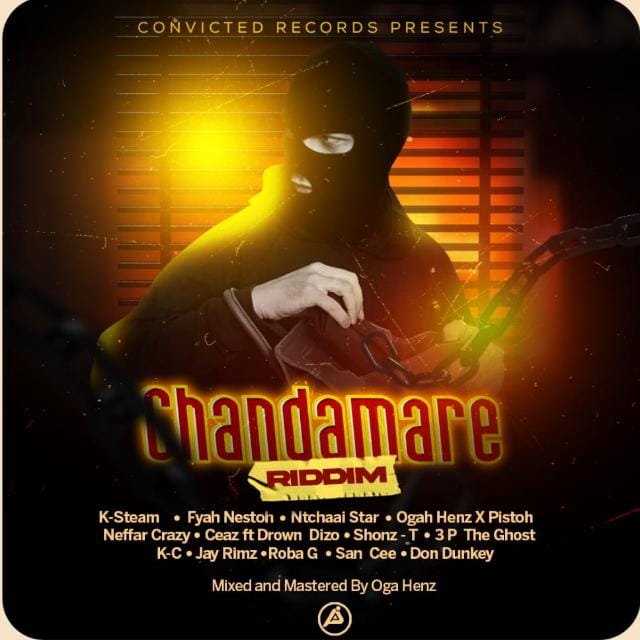 CONVICTED RECORDS PRESENTS
Chandamare
RIDDIM
K-Steam • Fyah Nestoh • Ntchaai Star • Ogah Henz X Pistoh
Neffar Crazy • Ceaz ft Drown Dizo • Shonz - T • 3 P The Ghost
K-C • Jay Rimz • Roba G • San Cee • Don Dunkey
Mixed and Mastered By Oga Henz